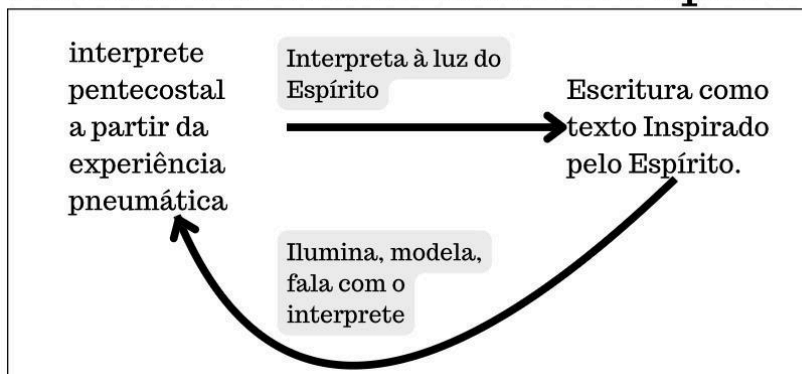 interprete
pentecostal
a partir da
experiência
pneumática
Interpreta à luz do
Espírito
Escritura como
texto Inspirado
pelo Espírito.
Ilumina, modela,
fala com o
interprete